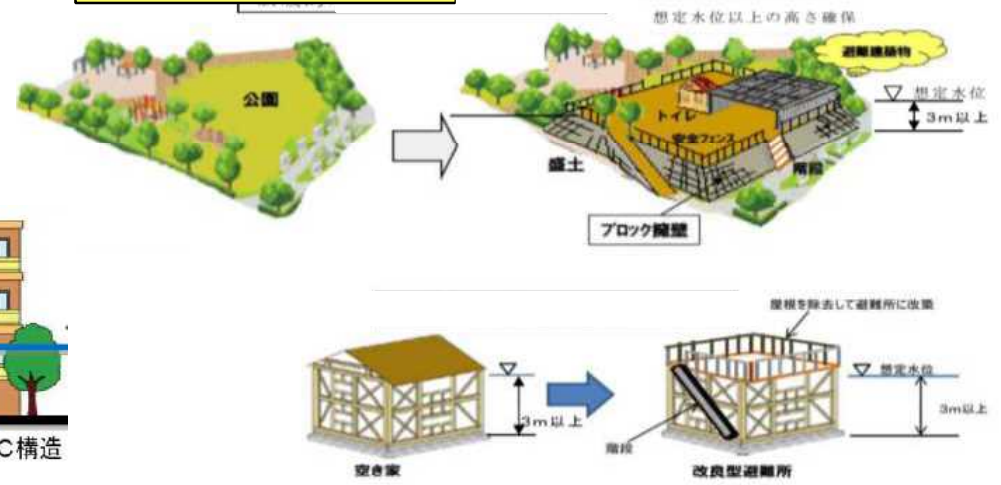 想定水位以上の高さ確保
避難建築物
公園
トイレ
安全フェンス
盛土
階段
ブロック擁壁
想定水位
3m以上
屋根を除去して避難所に改築
3m以上
想定水位
3m以上
階段
空き家
改良型避難所
C構造